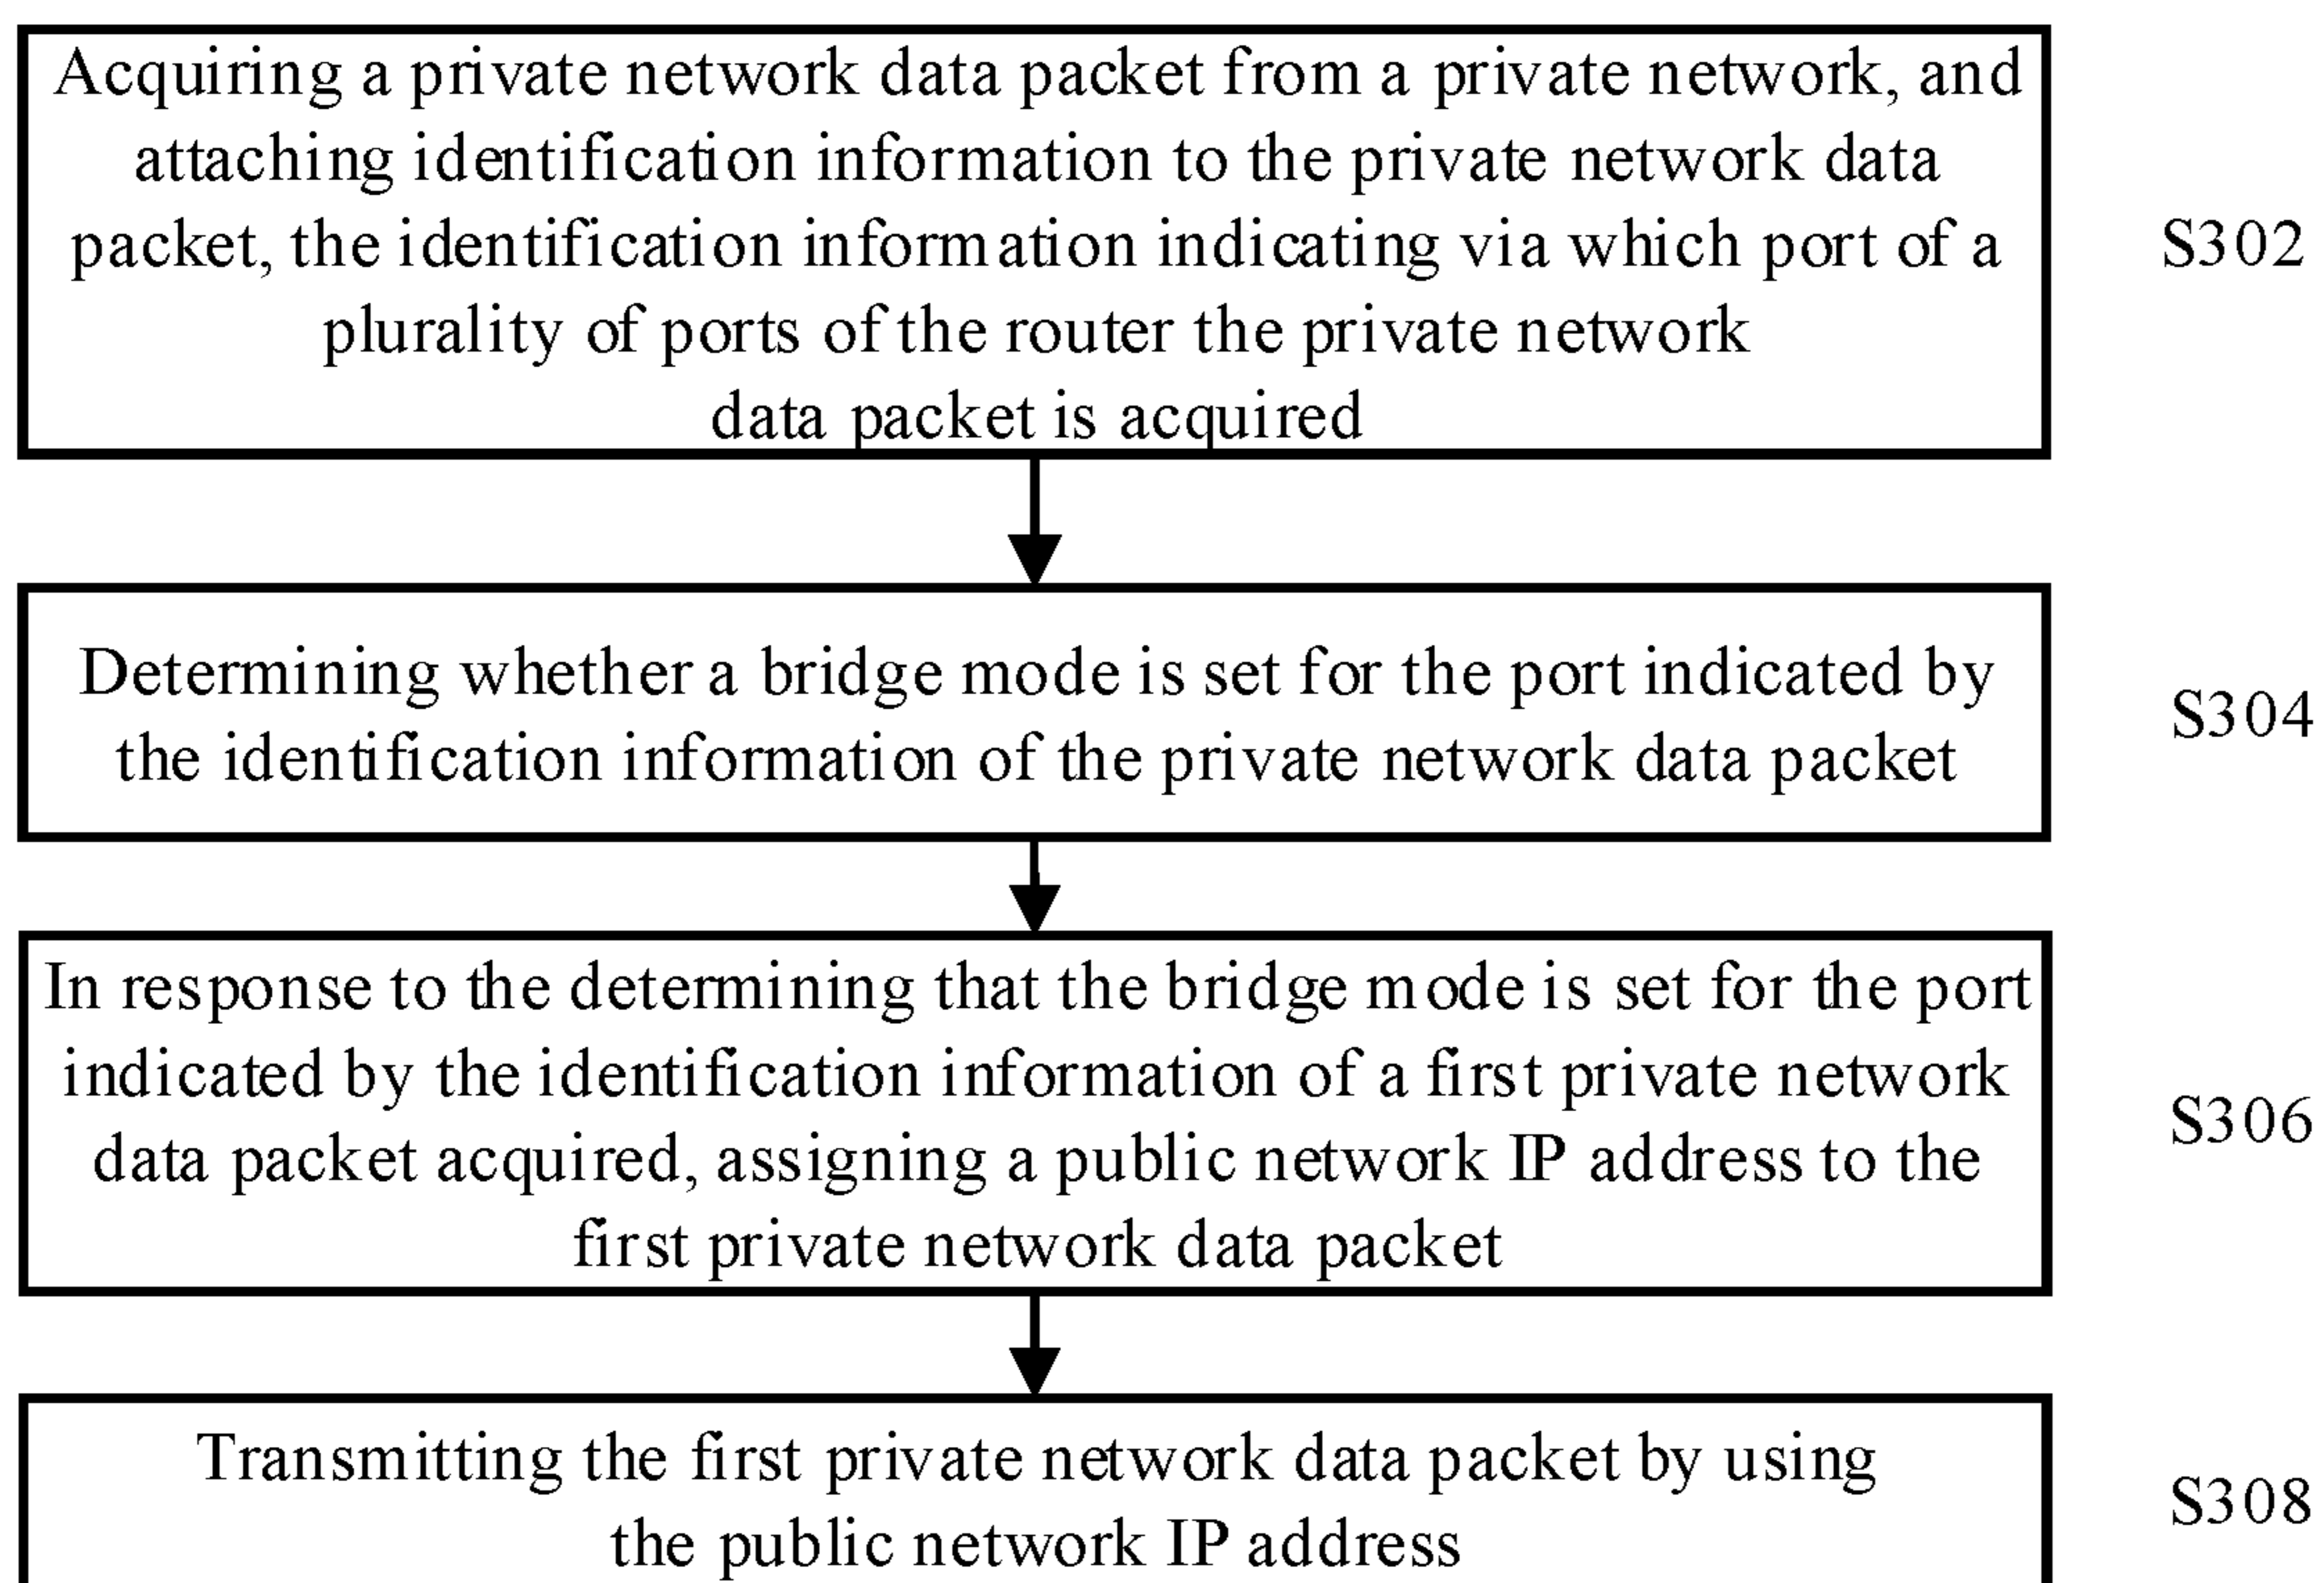 Acquiring a private network data packet from a private network, and
attaching identification information to the private network data
packet, the identification information indicating via which port of a
plurality of ports of the router the private network
data packet is acquired
S302
Determining whether a bridge mode is set for the port indicated by
the identification information of the private network data packet
S304
In response to the determining that the bridge mode is set for the port
indicated by the identification information of a first private network
data packet acquired, assigning a public network IP address to the
first private network data packet
S306
Transmitting the first private network data packet by using
the public network IP address
S308